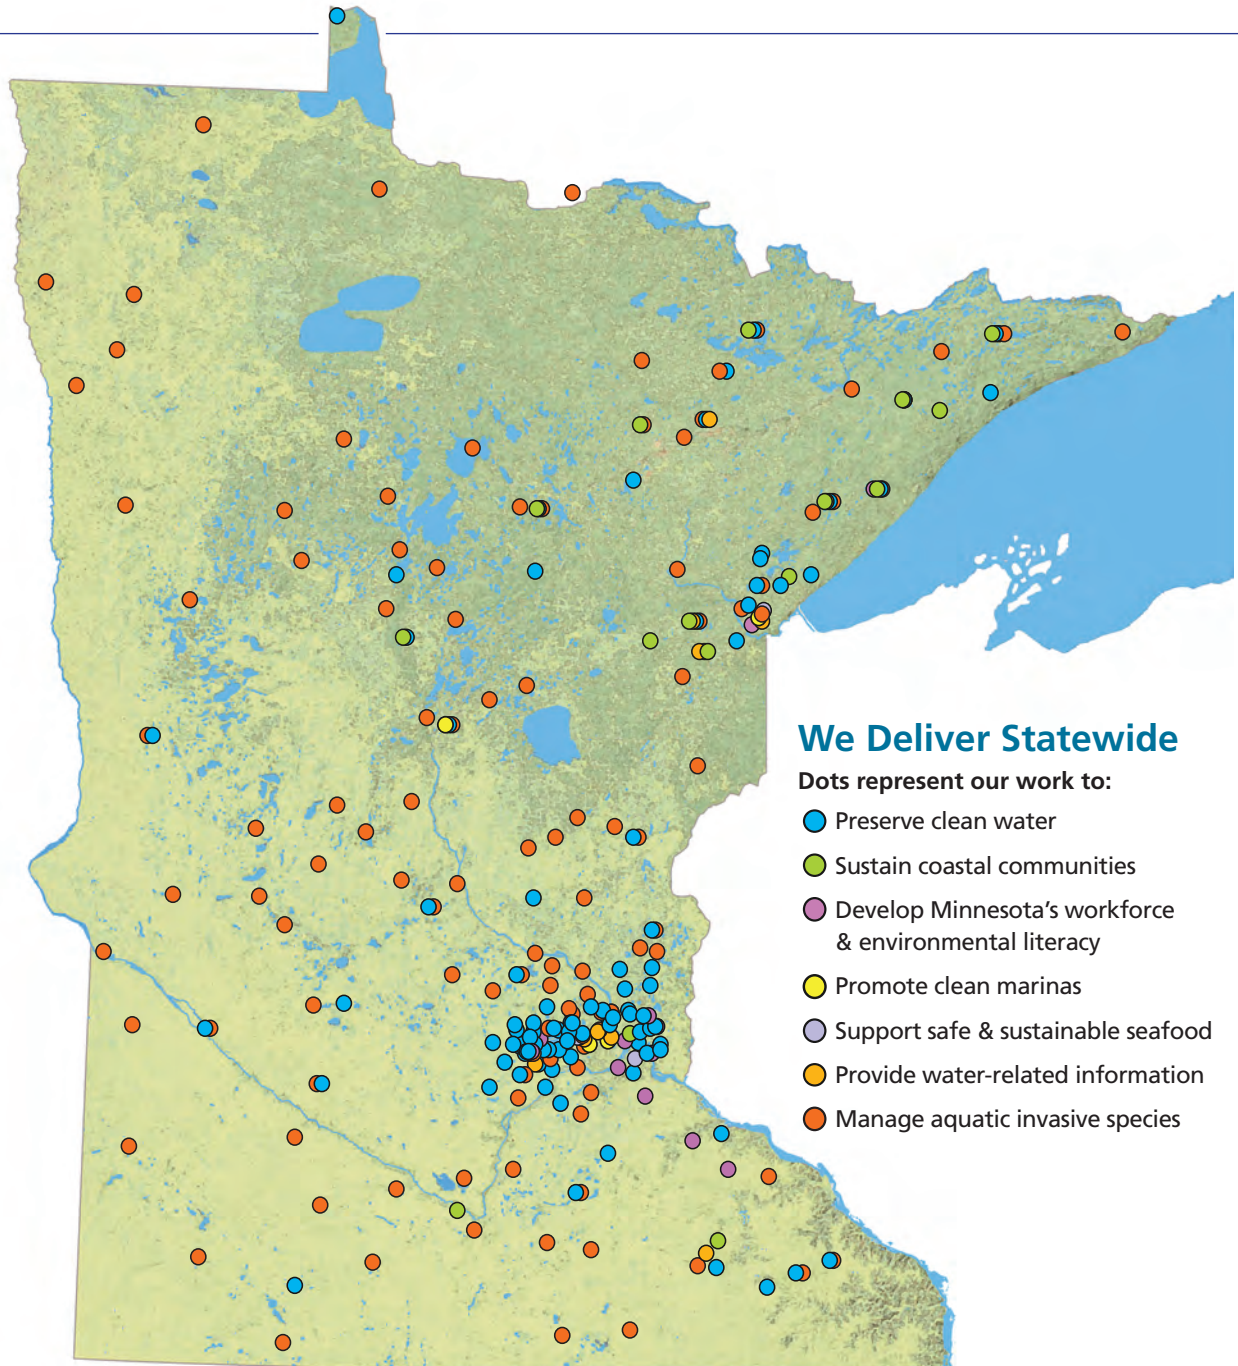 We Deliver Statewide
Dots represent our work to:
Preserve clean water
Sustain coastal communities
Develop Minnesota's workforce
& environmental literacy
Promote clean marinas
Support safe & sustainable seafood
Provide water-related information
Manage aquatic invasive species